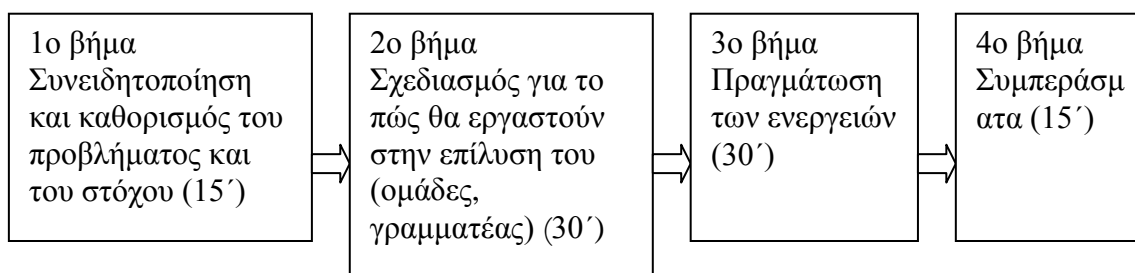 1ο βήμα
Συνειδητοποίηση
και καθορισμός του
προβλήματος και
του στόχου (15΄)
2ο βήμα
Σχεδιασμός για το
πώς θα εργαστούν
στην επίλυση του
(ομάδες,
γραμματέας) (30΄)
3ο βήμα
Πραγμάτωση
των ενεργειών
(30΄)
4ο βήμα
Συμπεράσμ
ατα (15΄)